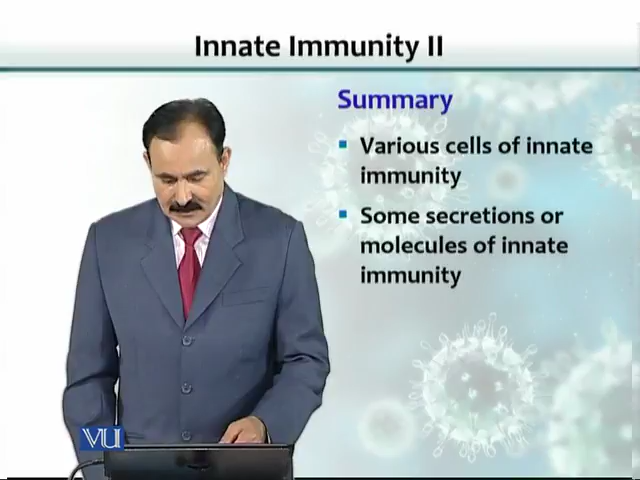 Innate Immunity II
Summary
▪ Various cells of innate
immunity
▪ Some secretions or
molecules of innate
immunity
VU